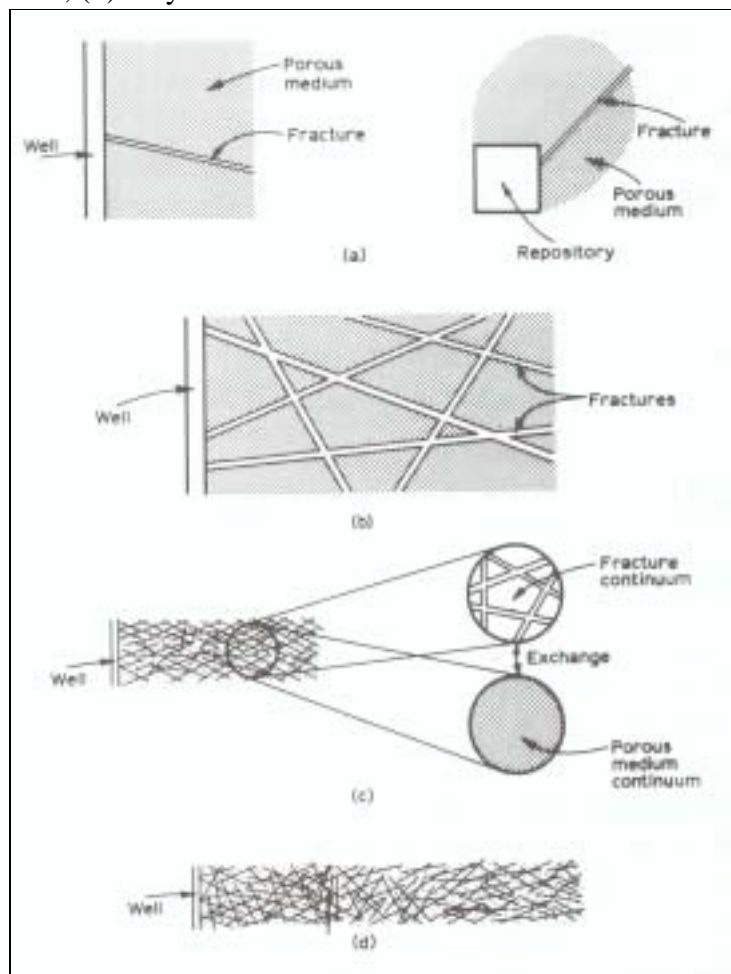 Porous
medium
Fracture
Well
Fracture
Porous
medium
Repository
(a)
Well
Fractures
(b)
Fracture
continuum
Exchange
Well
Porous
medium
continuum
(c)
Well
(d)